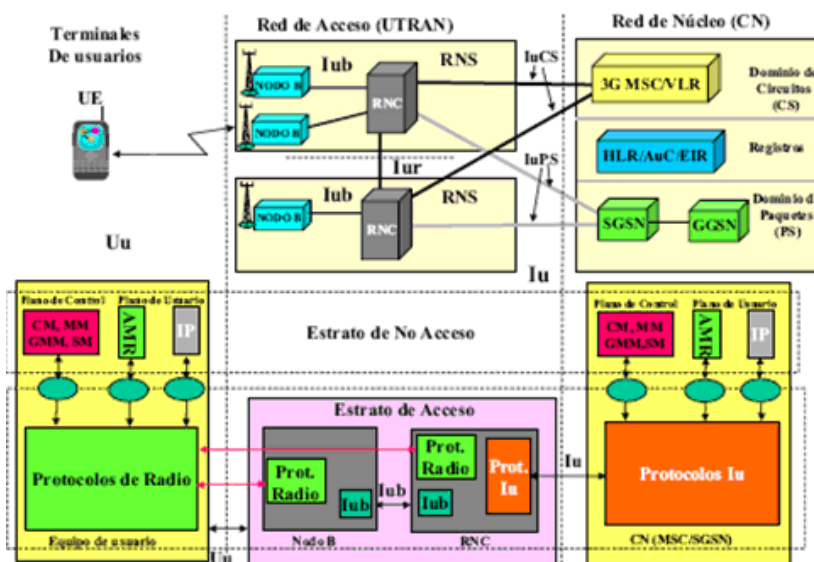 Terminales
De usuarios
UE
Uu
Red de Acceso (UTRAN)
Iub
RNS
NODO B
NODO B
RNC
Iur
Iub
RNS
NODO B
RNC
IuCS
IuPS
Iu
Red de Núcleo (CN)
3G MSC/VLR
Dominio de
Circuitos
(CS)
HLR/AuC/EIR
Registros
SGSN
GGSN
Dominio de
Paquetes
(PS)
Plano de Control
Plano de Usuario
CM, MM
GMM, SM
AMR
IP
Estrato de No Acceso
Plano de Control
Plano de Usuario
CM, MM
GMM,SM
AMR
IP
Protocolos de Radio
Equipo de usuario
Uu
Estrato de Acceso
Prot.
Radio
Iub
Nodo B
Iub
Prot.
Radio
Iub
Prot.
Iu
RNC
Iu
Protocolos Iu
CN (MSC/SGSN)